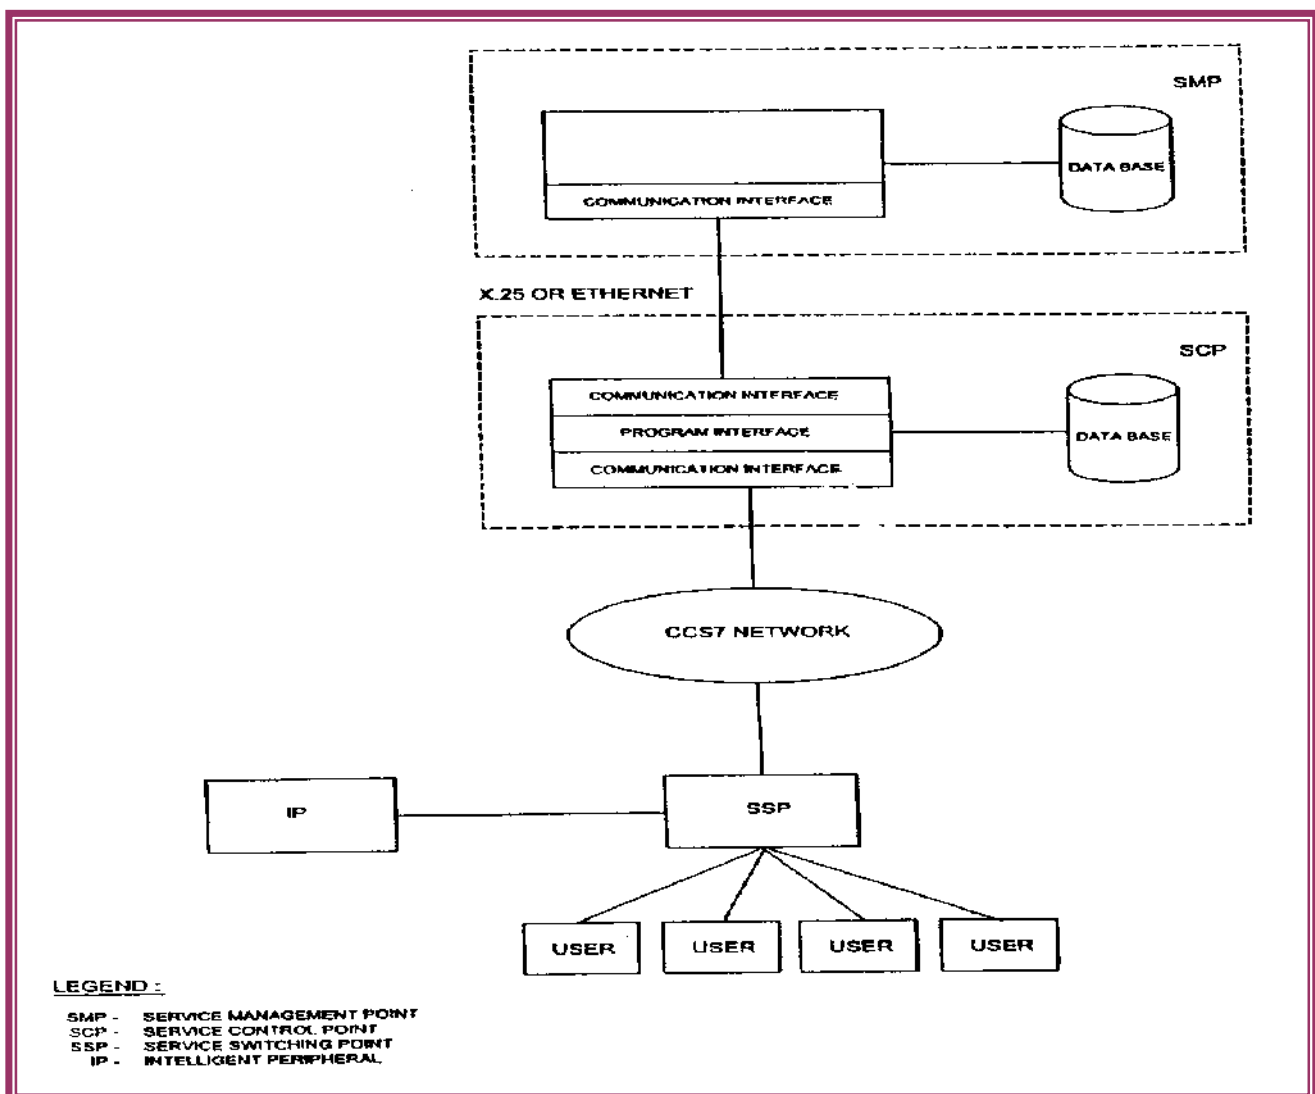 SMP
DATA BASE
COMMUNICATION INTERFACE
X.25 OR ETHERNET
SCP
COMMUNICATION INTERFACE
PROGRAM INTERFACE
DATA BASE
COMMUNICATION INTERFACE
CCS7 NETWORK
IP
SSP
USER
USER
USER
USER
LEGEND :
SMP - SERVICE MANAGEMENT POINT
SCP - SERVICE CONTROL POINT
SSP - SERVICE SWITCHING POINT
IP - INTELLIGENT PERIPHERAL